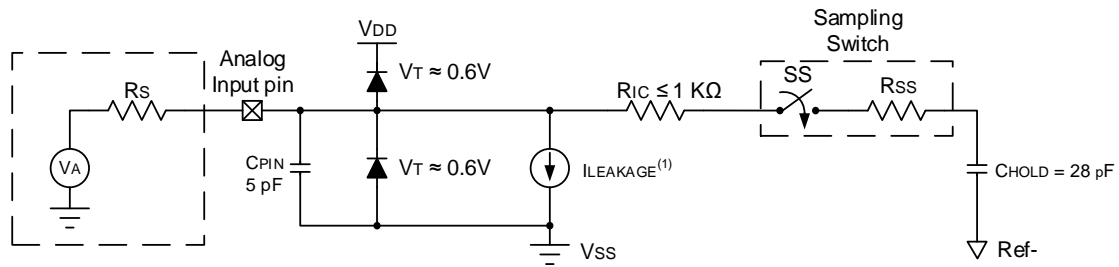 Sampling
Switch
VDD
Analog
Input pin
VT ≈ 0.6V
RS
RIC ≤ 1 KΩ
SS
RSS
VA
CPIN
5 pF
VT ≈ 0.6V
ILEAKAGE(1)
CHOLD = 28 pF
VSS
Ref-